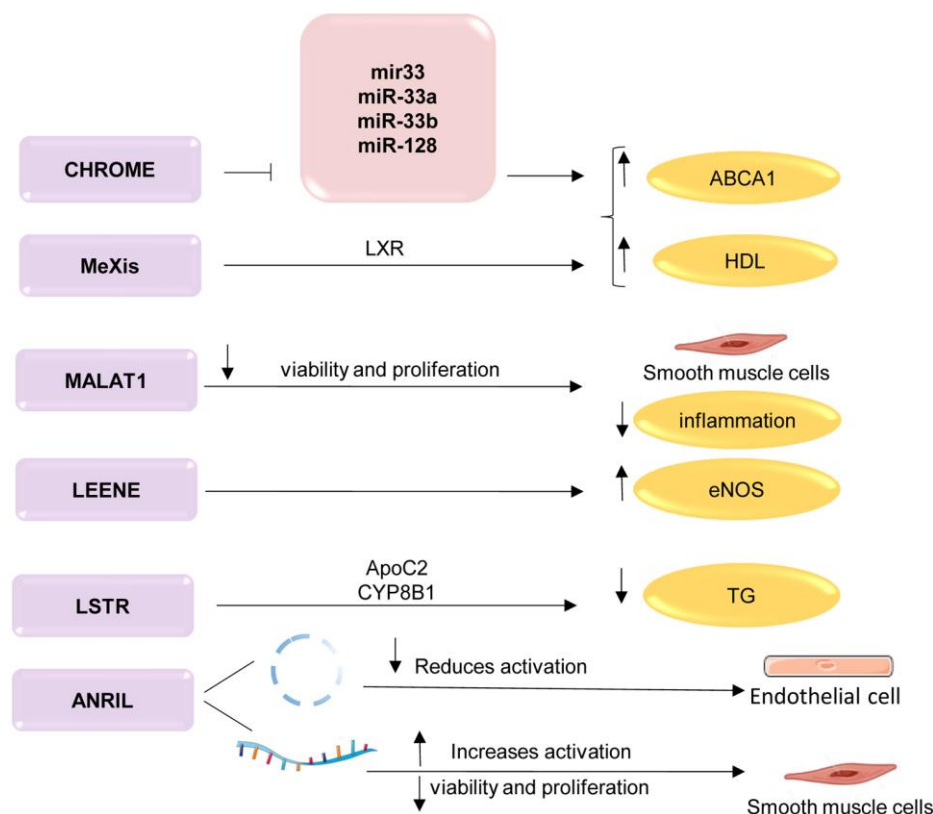 mir33
miR-33a
miR-33b
miR-128
CHROME
ABCA1
MeXis
LXR
HDL
MALAT1
viability and proliferation
Smooth muscle cells
inflammation
LEENE
eNOS
LSTR
ApoC2
CYP8B1
TG
ANRIL
Reduces activation
Endothelial cell
Increases activation
viability and proliferation
Smooth muscle cells